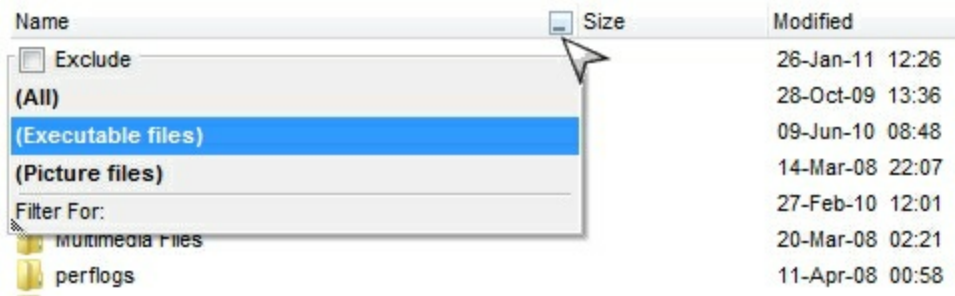 Name Size Modified
Exclude 26-Jan-11 12:26
(All) 28-Oct-09 13:36
(Executable files) 09-Jun-10 08:48
(Picture files) 14-Mar-08 22:07
Filter For: 27-Feb-10 12:01
Multimedia Files 20-Mar-08 02:21
perflogs 11-Apr-08 00:58